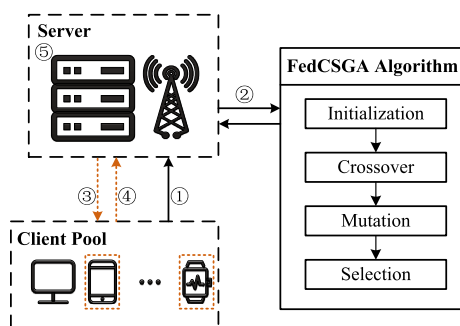 Server
⑤
②
FedCSGA Algorithm
Initialization
Crossover
Mutation
Selection
③
④
①
Client Pool